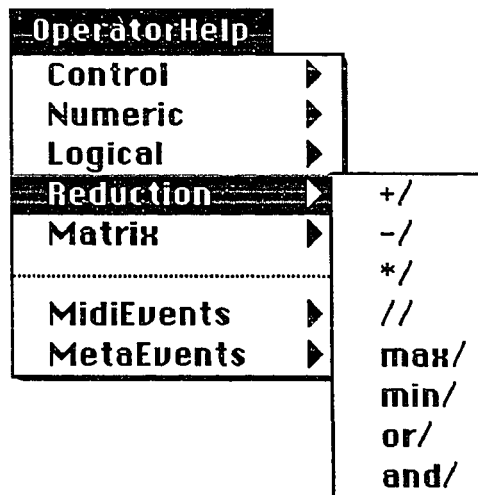 OperatorHelp
Control
Numeric
Logical
Reduction
Matrix
MidiEvents
MetaEvents
+/
-/
*/
//
max/
min/
or/
and/